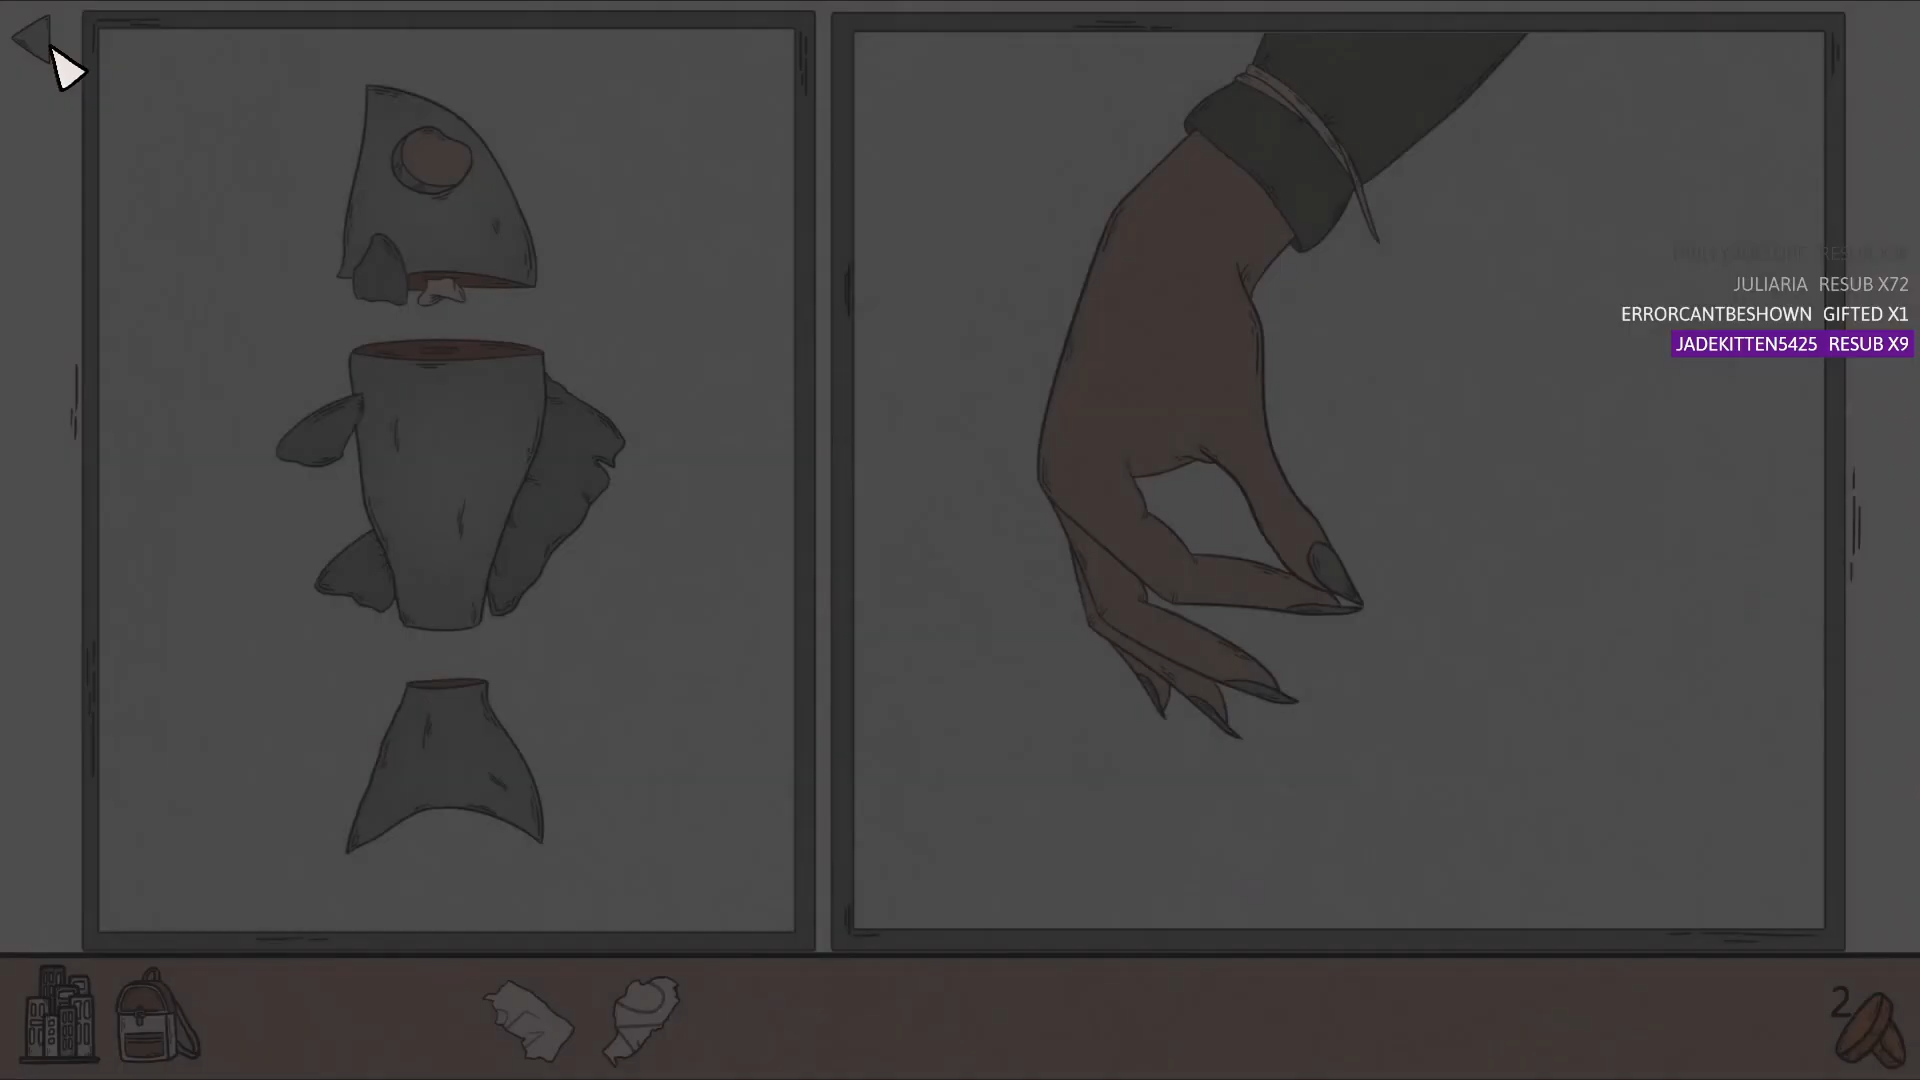 JULIARIA RESUB X72
ERRORCANTBESHOWN GIFTED X1
JADEKITTEN5425 RESUB X9
2